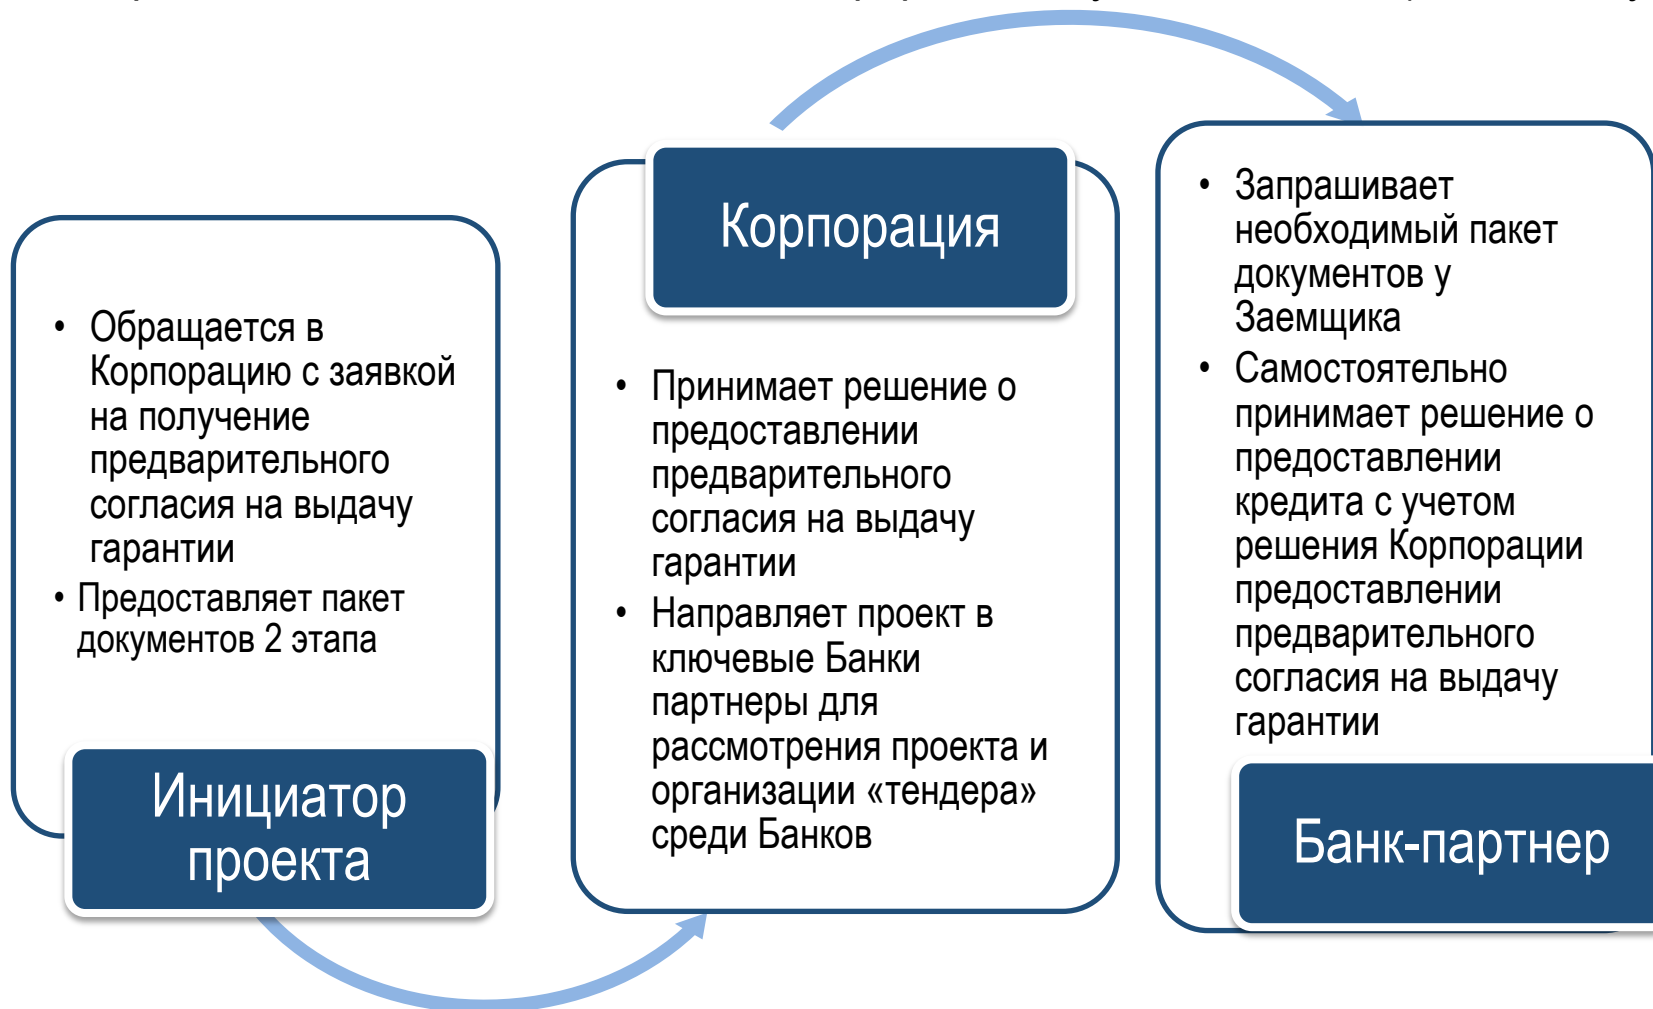 • Обращается в
Корпорацию с заявкой
на получение
предварительного
согласия на выдачу
гарантии
• Предоставляет пакет
документов 2 этапа
Инициатор
проекта
Корпорация
• Принимает решение о
предоставлении
предварительного
согласия на выдачу
гарантии
• Направляет проект в
ключевые Банки
партнеры для
рассмотрения проекта и
организации «тендера»
среди Банков
• Запрашивает
необходимый пакет
документов у
Заемщика
• Самостоятельно
принимает решение о
предоставлении
кредита с учетом
решения Корпорации
предоставлении
предварительного
согласия на выдачу
гарантии
Банк-партнер